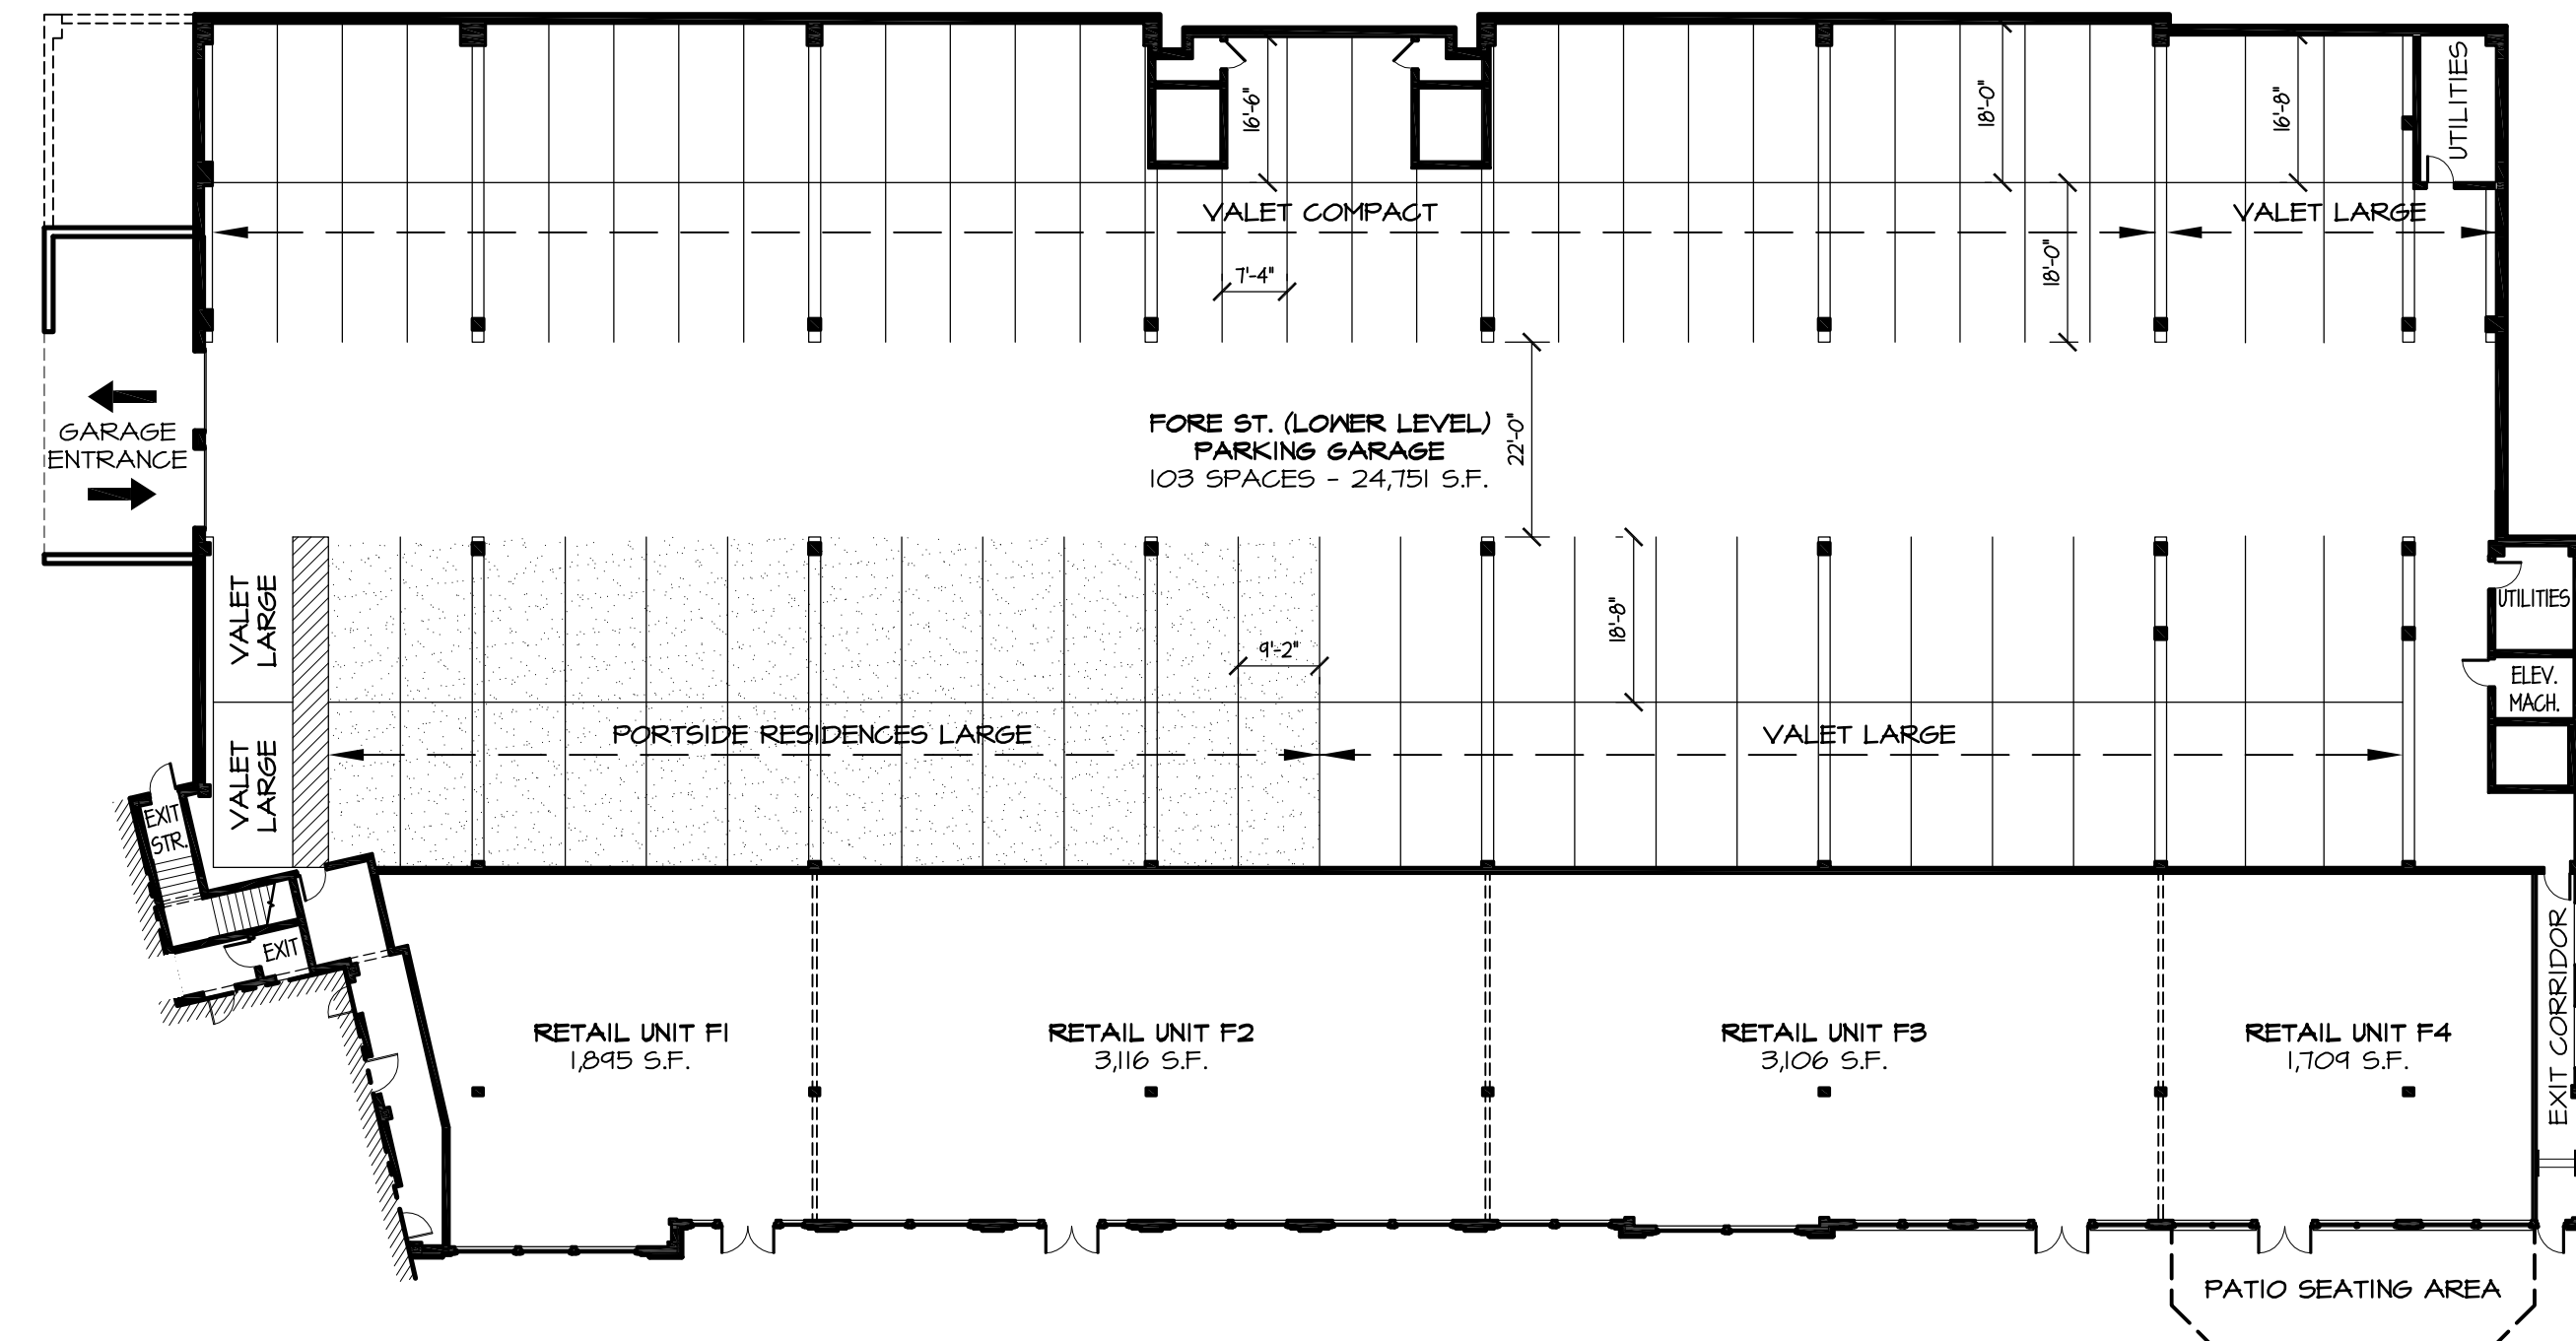 UTILITIES
16'-6"
18'-0"
16'-8"
VALET COMPACT
VALET LARGE
18'-0"
7'-4"
GARAGE
ENTRANCE
FORE ST. (LOWER LEVEL)
PARKING GARAGE
103 SPACES - 24,751 S.F.
22'-0"
VALET
LARGE
18'-8"
9'-2"
UTILITIES
ELEV.
MACH.
VALET
LARGE
PORTSIDE RESIDENCES LARGE
VALET LARGE
EXIT
STR.
EXIT
RETAIL UNIT F1
1,895 S.F.
RETAIL UNIT F2
3,116 S.F.
RETAIL UNIT F3
3,106 S.F.
RETAIL UNIT F4
1,709 S.F.
EXIT CORRIDOR
PATIO SEATING AREA